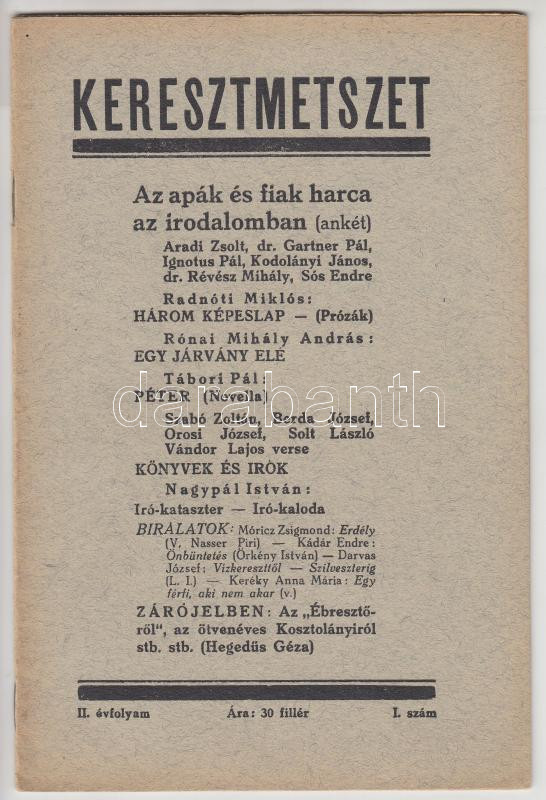 KERESZTMETSZET
Az apák és fiak harca
az irodalomban (ankét)
Aradi Zsolt, dr. Gartner Pál,
Ignotus Pál, Kodolányi János,
dr. Révész Mihály, Sós Endre
Radnóti Miklós:
HÁROM KÉPESLAP — (Prózák)
Rónai Mihály András:
EGY JÁRVÁNY ELÉ
Tábori Pál:
PÉTER (Novella)
Szabó Zoltán, Berda József,
Orosi József, Solt László
Vándor Lajos verse
KÖNYVEK ÉS IRÓK
Nagypál István:
Iró-kataszter — Iró-kaloda
BIRÁLATOK: Móricz Zsigmond: Erdély
(V. Nasser Piri) — Kádár Endre:
Önbüntetés (Örkény István) — Darvas
József: Vizkereszttől — Szilveszterig
(L. I.) — Keréky Anna Mária: Egy
férfi, aki nem akar (v.)
ZÁRÓJELBEN: Az „Ébresztő-
ről“, az ötvenéves Kosztolányiról
stb. stb. (Hegedüs Géza)
II. évfolyam Ára: 30 fillér I. szám
darabanth